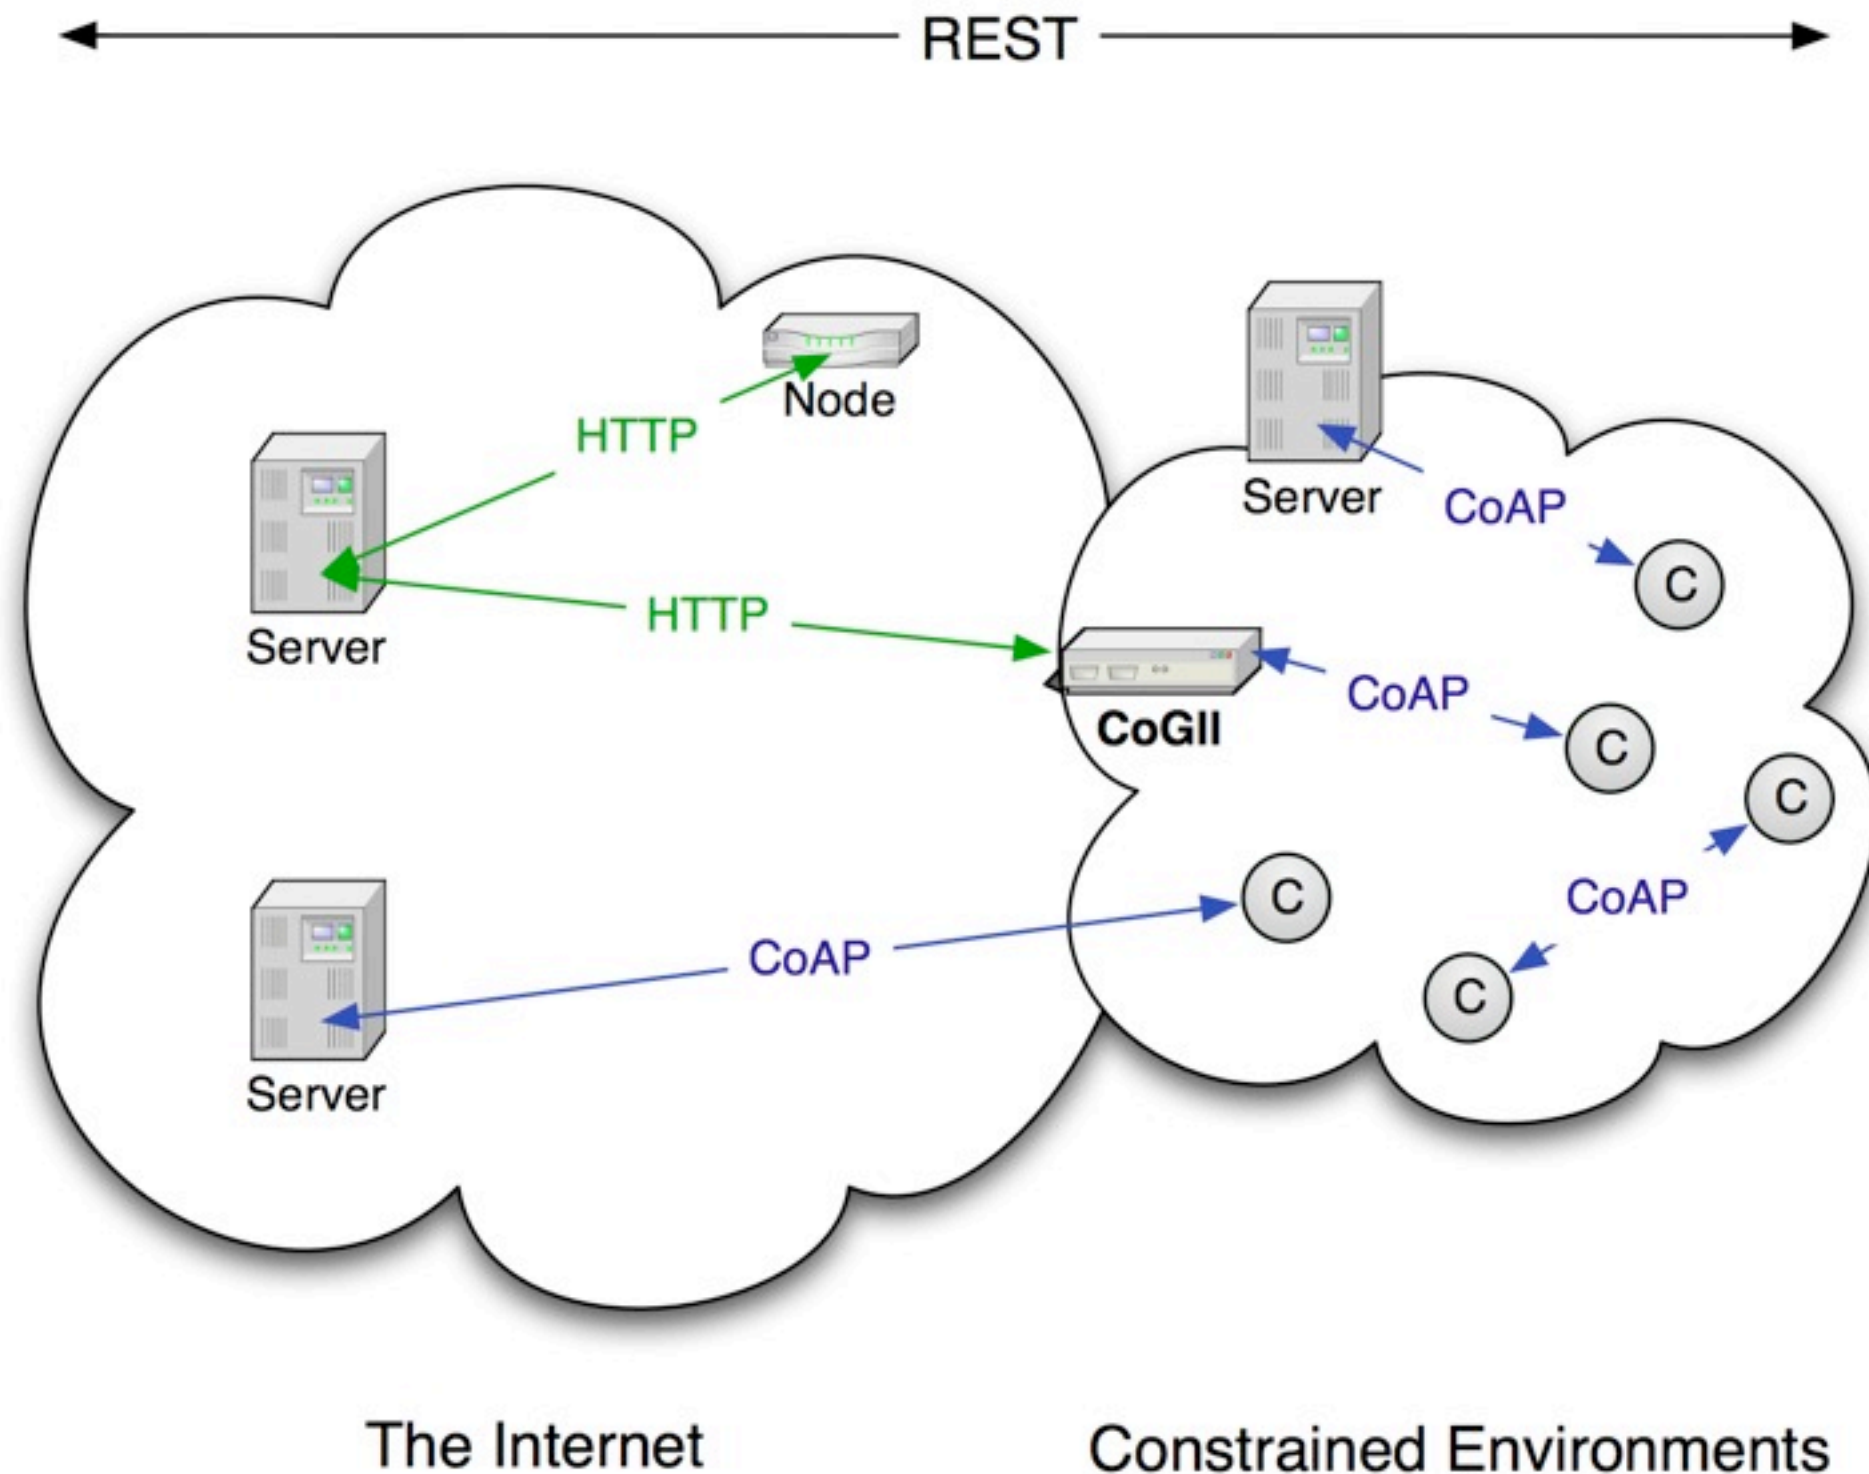 REST
Node
HTTP
Server
CoAP
C
HTTP
Server
CoGII
CoAP
C
C
CoAP
C
CoAP
C
Server
The Internet
Constrained Environments